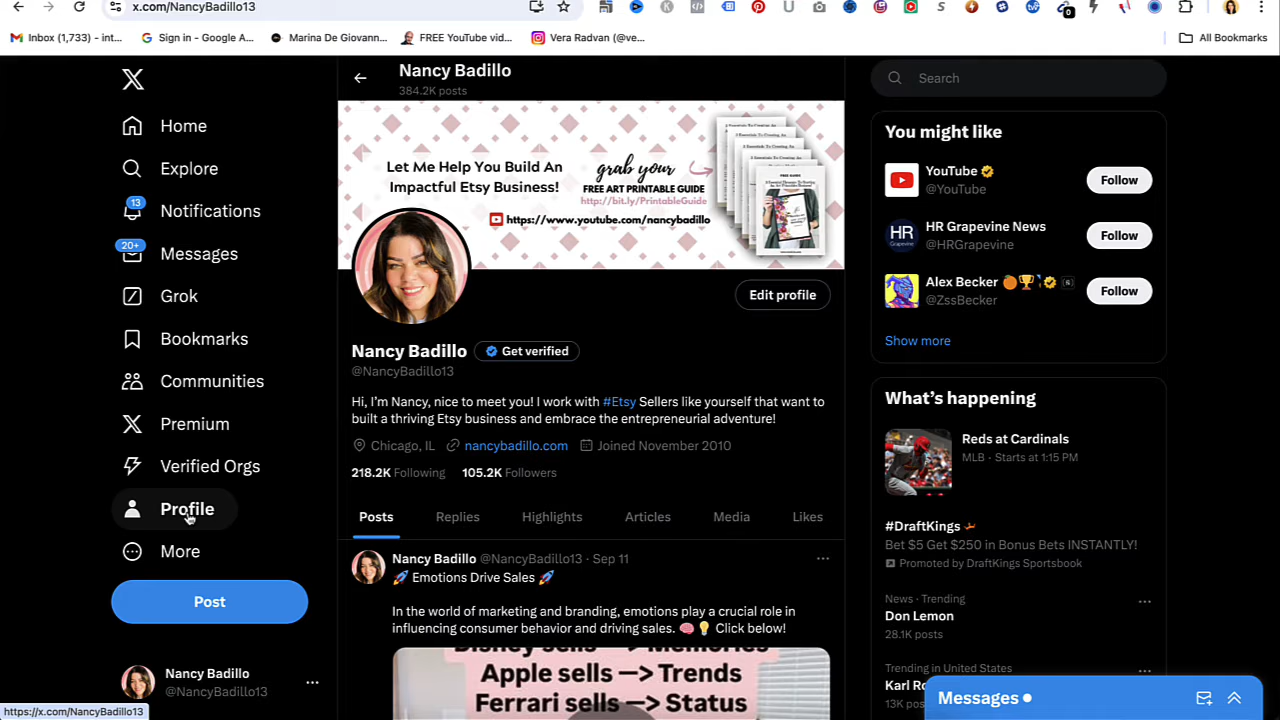 x.com/NancyBadillo13
Inbox (1,733) - int...
Sign in - Google A...
Marina De Giovann...
FREE YouTube vid...
Vera Radvan (@ve...
All Bookmarks
Home
Explore
13
Notifications
20+
Messages
Grok
Bookmarks
Communities
Premium
Verified Orgs
Profile
More
Post
Nancy Badillo
@NancyBadillo13
https://x.com/NancyBadillo13
Nancy Badillo
384.2K posts
Let Me Help You Build An
Impactful Etsy Business!
grab your
FREE ART PRINTABLE GUIDE
http://bit.ly/PrintableGuide
https://www.youtube.com/nancybadillo
Edit profile
Nancy Badillo
Get verified
@NancyBadillo13
Hi, I'm Nancy, nice to meet you! I work with #Etsy Sellers like yourself that want to
built a thriving Etsy business and embrace the entrepreneurial adventure!
Chicago, IL nancybadillo.com Joined November 2010
218.2K Following 105.2K Followers
Posts Replies Highlights Articles Media Likes
Nancy Badillo @NancyBadillo13 · Sep 11
🚀 Emotions Drive Sales 🚀
In the world of marketing and branding, emotions play a crucial role in
influencing consumer behavior and driving sales. 🧠💡 Click below!
Disney sells —> Memories
Apple sells —> Trends
Ferrari sells —> Status
Search
You might like
YouTube
@YouTube
Follow
HR
Grapevine
HR Grapevine News
@HRGrapevine
Follow
Alex Becker 🍊🏆
@ZssBecker
Follow
Show more
What's happening
Reds at Cardinals
MLB · Starts at 1:15 PM
#DraftKings
Bet $5 Get $250 in Bonus Bets INSTANTLY!
Promoted by DraftKings Sportsbook
News · Trending
Don Lemon
28.1K posts
Trending in United States
13K
Messages